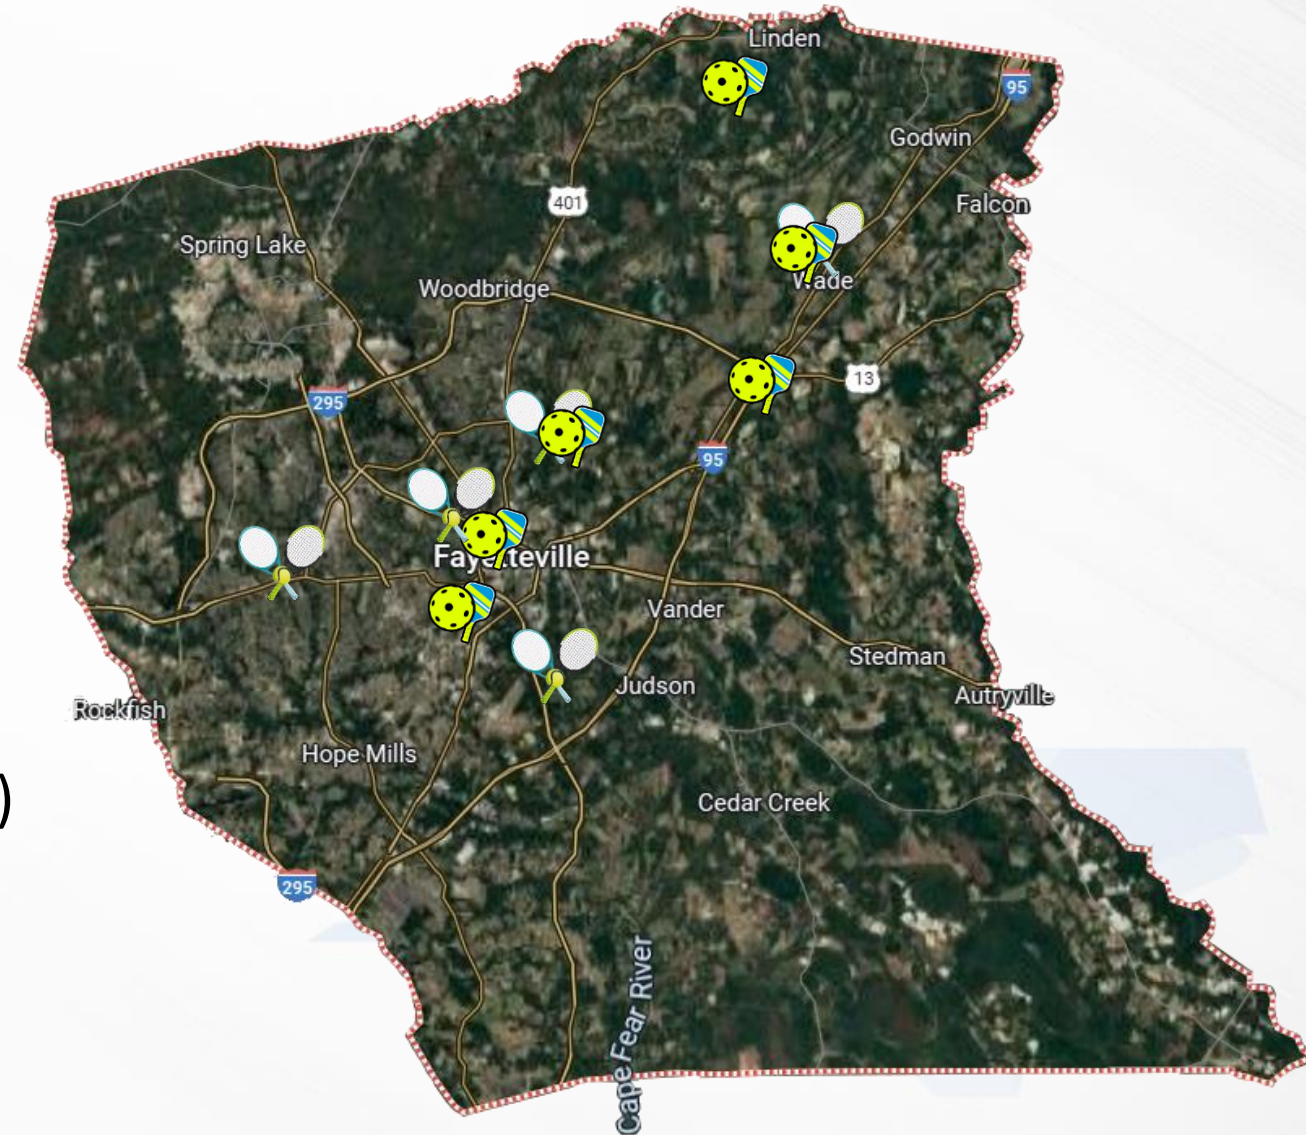 Linden
95
Godwin
401
Falcon
Spring Lake
Wade
Woodbridge
13
295
95
Fayetteville
Vander
Stedman
Judson
Autryville
Rockfish
Hope Mills
)
Cedar Creek
295
Cape Fear River